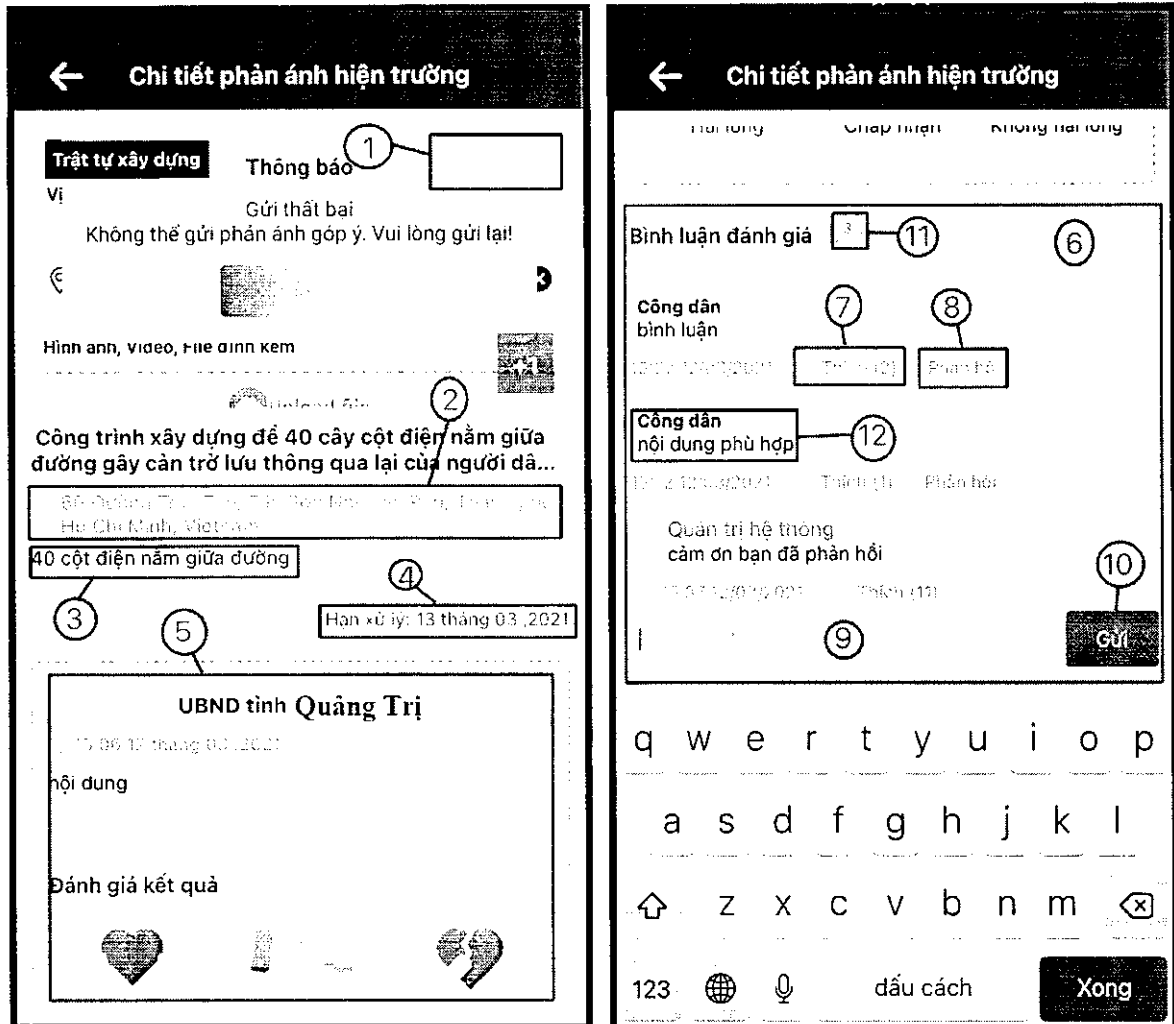 Chi tiết phản ánh hiện trường
Trật tự xây dựng
Thông báo
1
Vị
Gửi thất bại
Không thể gửi phản ánh góp ý. Vui lòng gửi lại!
Hình ảnh, Video, File đính kèm
2
Công trình xây dựng để 40 cây cột điện nằm giữa
đường gây cản trở lưu thông qua lại của người dâ...
Hồ Chí Minh, Vietnam
40 cột điện nằm giữa đường
3
4
Hạn xử lý: 13 tháng 03 ,2021
5
UBND tỉnh Quảng Trị
nội dung
Đánh giá kết quả
Chi tiết phản ánh hiện trường
Hài lòng Chấp nhận Không hài lòng
Bình luận đánh giá 3 11 6
Công dân 7 8
bình luận
Thích (2) Phản hồi
Công dân
nội dung phù hợp 12
Thích (1) Phản hồi
Quản trị hệ thống
cảm ơn bạn đã phản hồi
10
Thích (11)
9 Gửi
q w e r t y u i o p
a s d f g h j k l
z x c v b n m
123 dấu cách Xong